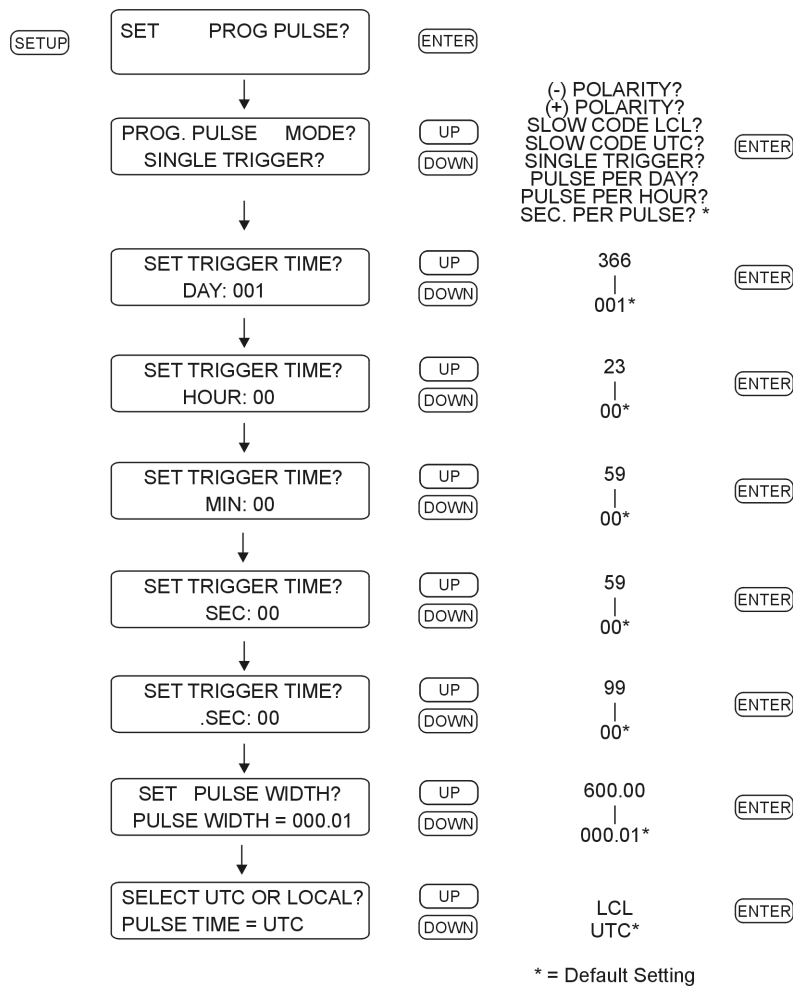 SETUP
SET PROG PULSE?
ENTER
PROG. PULSE MODE?
SINGLE TRIGGER?
UP
DOWN
(-) POLARITY?
(+) POLARITY?
SLOW CODE LCL?
SLOW CODE UTC?
SINGLE TRIGGER?
PULSE PER DAY?
PULSE PER HOUR?
SEC. PER PULSE? *
ENTER
SET TRIGGER TIME?
DAY: 001
UP
DOWN
366
|
001*
ENTER
SET TRIGGER TIME?
HOUR: 00
UP
DOWN
23
|
00*
ENTER
SET TRIGGER TIME?
MIN: 00
UP
DOWN
59
|
00*
ENTER
SET TRIGGER TIME?
SEC: 00
UP
DOWN
59
|
00*
ENTER
SET TRIGGER TIME?
.SEC: 00
UP
DOWN
99
|
00*
ENTER
SET PULSE WIDTH?
PULSE WIDTH = 000.01
UP
DOWN
600.00
|
000.01*
ENTER
SELECT UTC OR LOCAL?
PULSE TIME = UTC
UP
DOWN
LCL
UTC*
ENTER
* = Default Setting